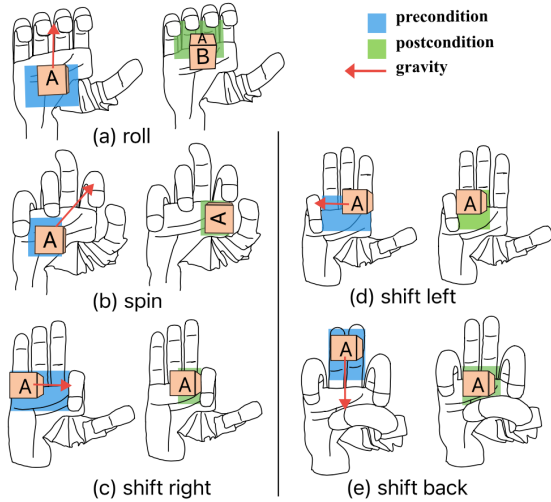 precondition
postcondition
gravity
A
A
B
(a) roll
A
A
(b) spin
A
A
(c) shift right
A
A
(d) shift left
A
A
(e) shift back